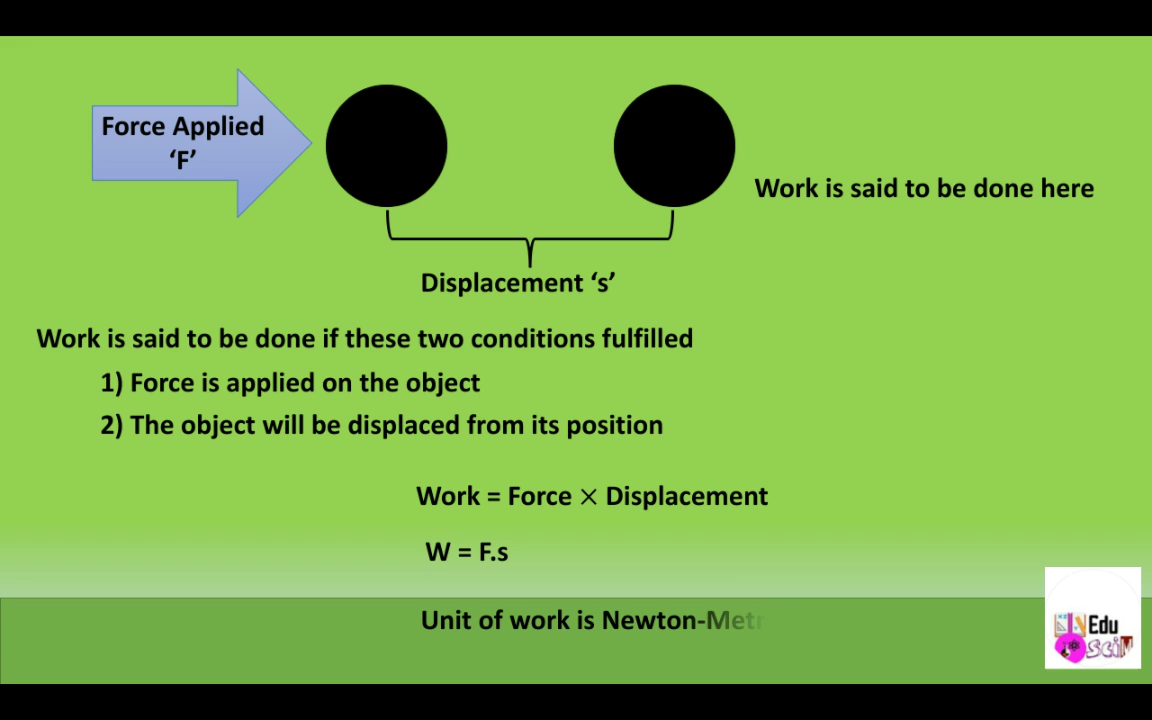 Force Applied
‘F’
Work is said to be done here
Displacement ‘s’
Work is said to be done if these two conditions fulfilled
1) Force is applied on the object
2) The object will be displaced from its position
Work = Force × Displacement
W = F.s
Unit of work is Newton-Metr
Edu
SciM